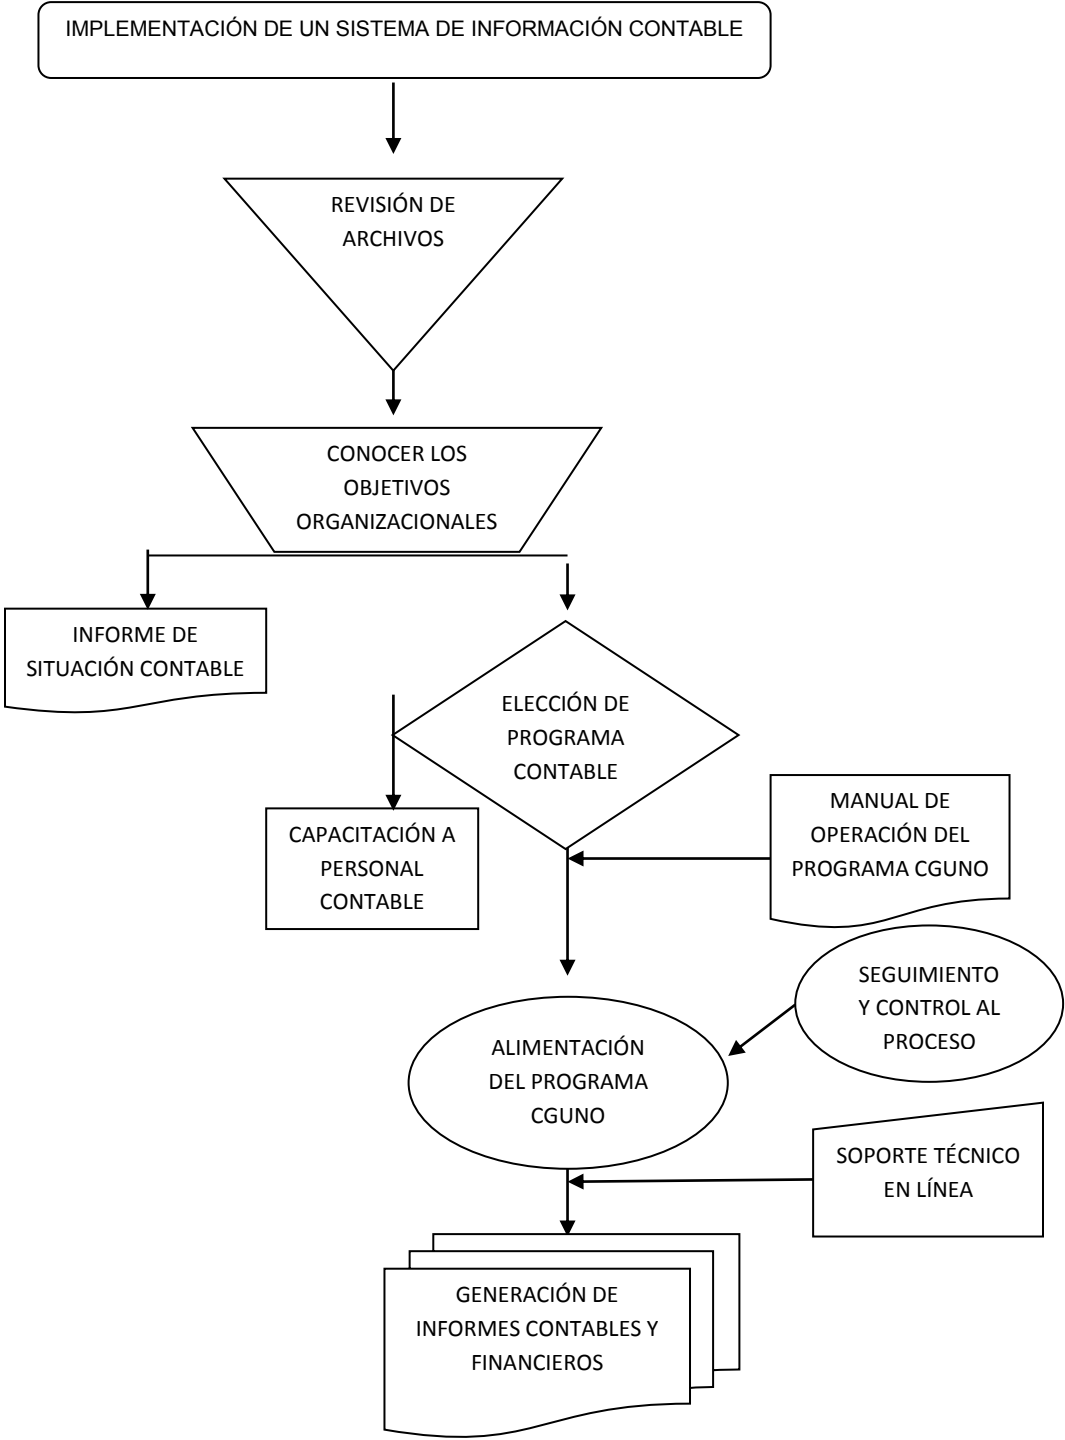 IMPLEMENTACIÓN DE UN SISTEMA DE INFORMACIÓN CONTABLE
REVISIÓN DE
ARCHIVOS
CONOCER LOS
OBJETIVOS
ORGANIZACIONALES
INFORME DE
SITUACIÓN CONTABLE
ELECCIÓN DE
PROGRAMA
CONTABLE
CAPACITACIÓN A
PERSONAL
CONTABLE
MANUAL DE
OPERACIÓN DEL
PROGRAMA CGUNO
SEGUIMIENTO
Y CONTROL AL
PROCESO
ALIMENTACIÓN
DEL PROGRAMA
CGUNO
SOPORTE TÉCNICO
EN LÍNEA
GENERACIÓN DE
INFORMES CONTABLES Y
FINANCIEROS